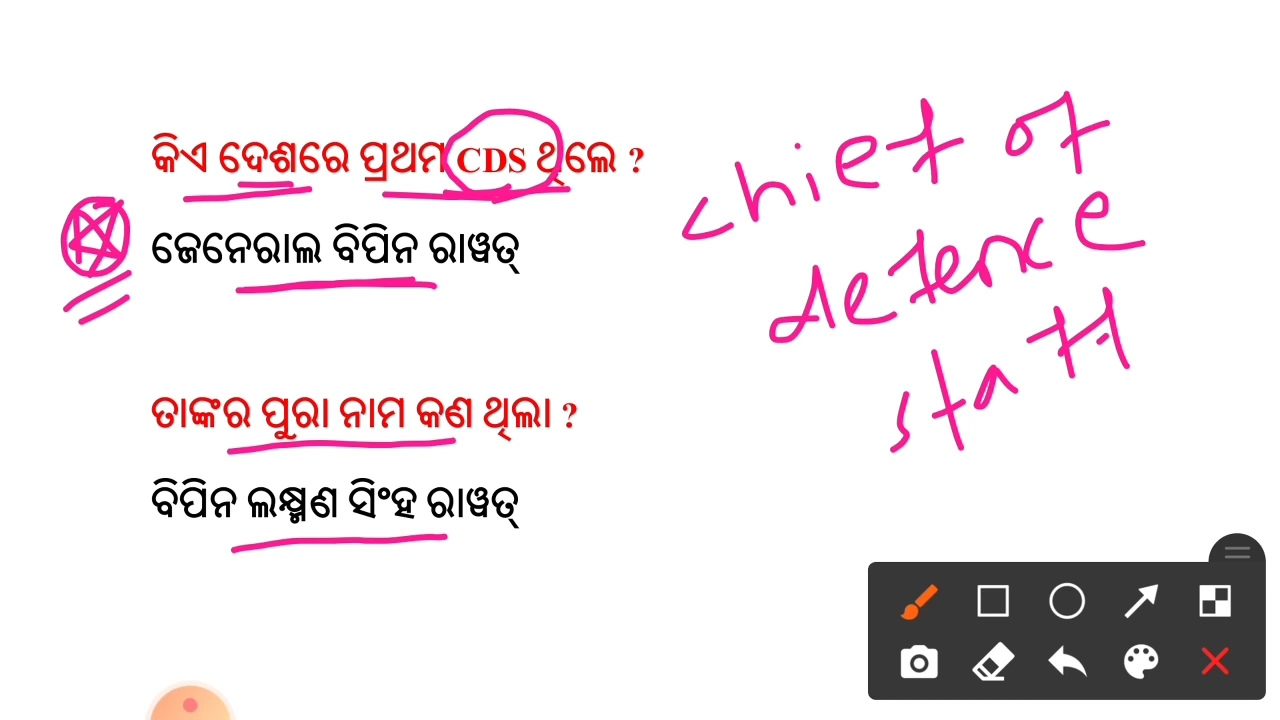 କିଏ ଦେଶରେ ପ୍ରଥମ CDS ଥିଲେ ?
ଜେନେରାଲ ବିପିନ ରାୱତ୍
ତାଙ୍କର ପୁରା ନାମ କଣ ଥିଲା ?
ବିପିନ ଲକ୍ଷ୍ମଣ ସିଂହ ରାୱତ୍
chief of
defence
staff